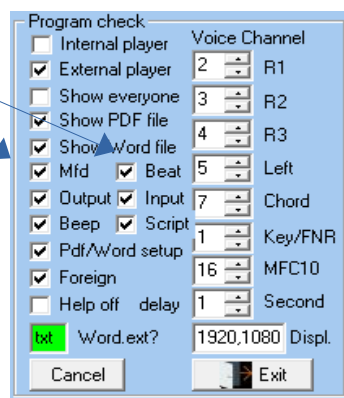 Program check
Internal player
External player
Show everyone
Show PDF file
Show Word file
Mfd Beat
Output Input
Beep Script
Pdf/Word setup
Foreign
Help off delay
txt Word.ext?
Cancel
Voice Channel
2 R1
3 R2
4 R3
5 Left
7 Chord
1 Key/FNR
16 MFC10
1 Second
1920,1080 Displ.
Exit